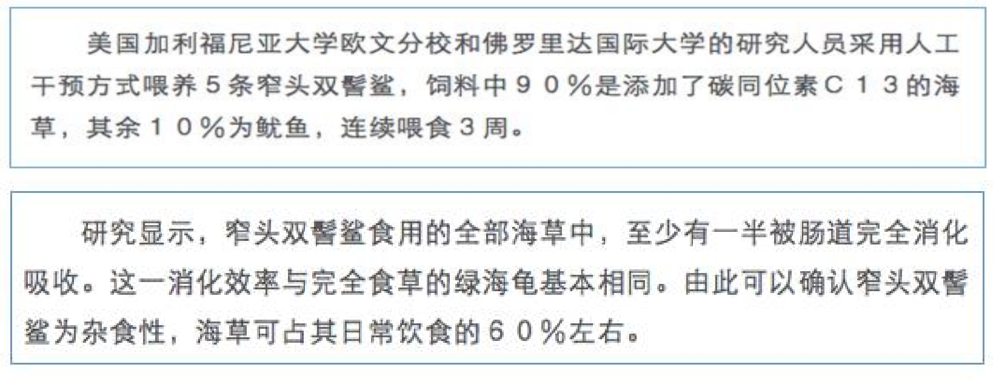 美国加利福尼亚大学欧文分校和佛罗里达国际大学的研究人员采用人工
干预方式喂养5条窄头双髻鲨，饲料中90%是添加了碳同位素C13的海
草，其余10%为鱿鱼，连续喂食3周。
研究显示，窄头双髻鲨食用的全部海草中，至少有一半被肠道完全消化
吸收。这一消化效率与完全食草的绿海龟基本相同。由此可以确认窄头双髻
鲨为杂食性，海草可占其日常饮食的60%左右。